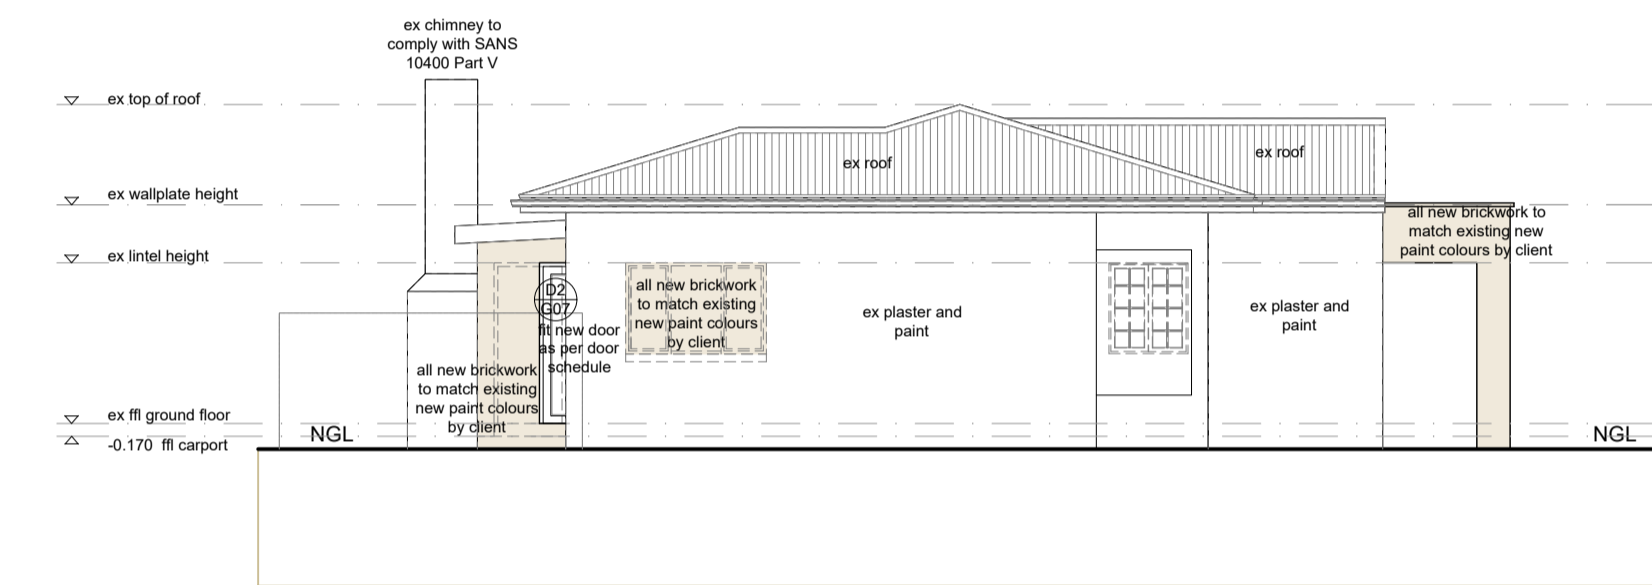 ex chimney to
comply with SANS
10400 Part V
ex top of roof
ex roof
ex roof
ex wallplate height
all new brickwork to
match existing new
paint colours by client
ex lintel height
D2
G07
fit new door
as per door
schedule
all new brickwork
to match existing
new paint colours
by client
ex plaster and
paint
ex plaster and
paint
all new brickwork
to match existing
new paint colours
by client
ex ffl ground floor
-0.170 ffl carport
NGL
NGL